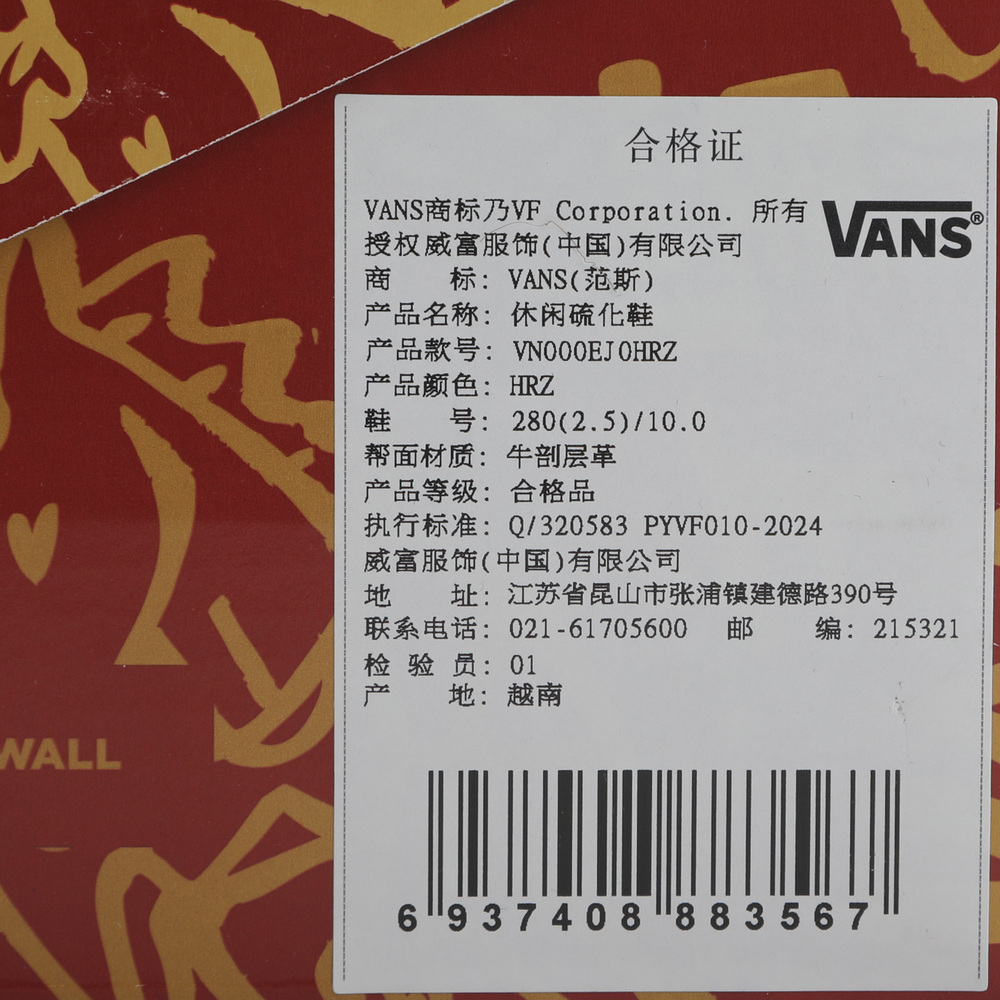 合格证
VANS商标乃VF Corporation. 所有
VANS®
授权威富服饰(中国)有限公司
商 标: VANS(范斯)
产品名称: 休闲硫化鞋
产品款号: VN000EJ0HRZ
产品颜色: HRZ
鞋 号: 280(2.5)/10.0
帮面材质: 牛剖层革
产品等级: 合格品
执行标准: Q/320583 PYVF010-2024
威富服饰(中国)有限公司
地 址: 江苏省昆山市张浦镇建德路390号
联系电话: 021-61705600 邮 编: 215321
检 验 员: 01
产 地: 越南
WALL
6 937408 883567